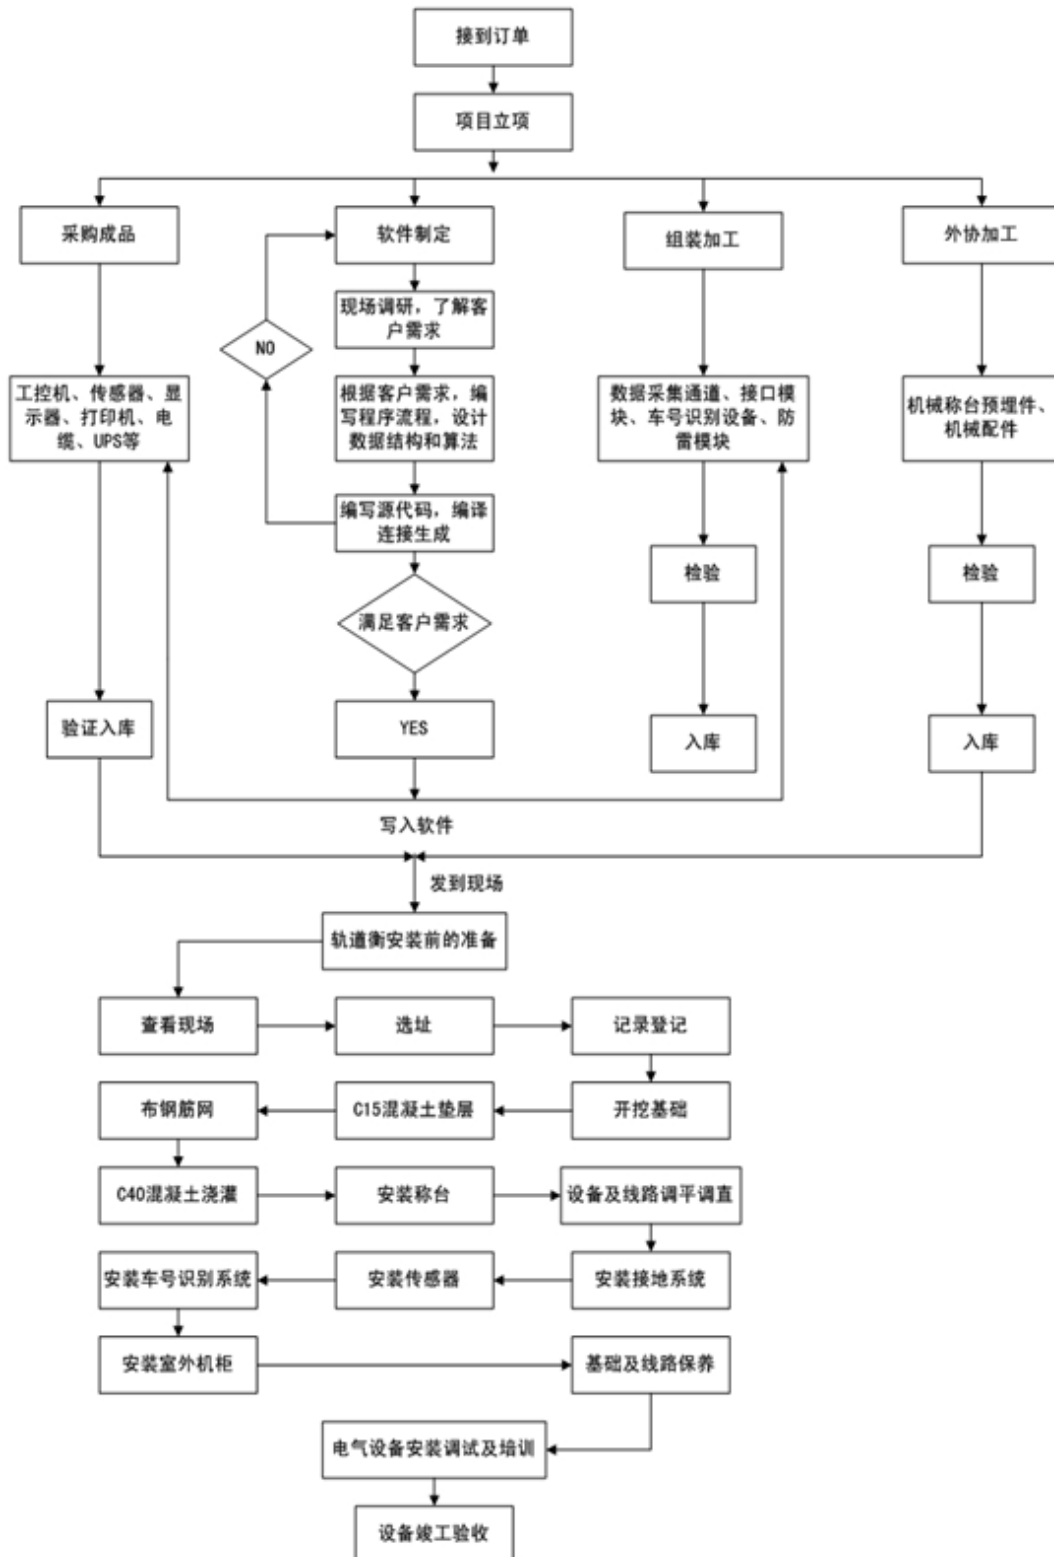 接到订单
项目立项
采购成品
软件制定
组装加工
外协加工
现场调研，了解客
户需求
NO
工控机、传感器、显
示器、打印机、电
缆、UPS等
根据客户需求，编
写程序流程，设计
数据结构和算法
数据采集通道、接口模
块、车号识别设备、防
雷模块
机械称台预埋件、
机械配件
编写源代码，编译
连接生成
检验
检验
满足客户需求
验证入库
YES
入库
入库
写入软件
发到现场
轨道衡安装前的准备
查看现场
选址
记录登记
布钢筋网
C15混凝土垫层
开挖基础
C40混凝土浇灌
安装称台
设备及线路调平调直
安装车号识别系统
安装传感器
安装接地系统
安装室外机柜
基础及线路保养
电气设备安装调试及培训
设备竣工验收